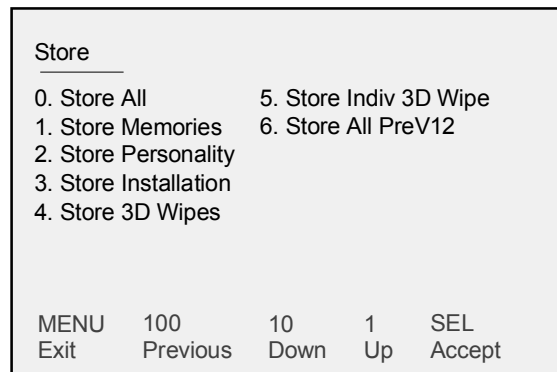 Store
0. Store All
1. Store Memories
2. Store Personality
3. Store Installation
4. Store 3D Wipes
5. Store Indiv 3D Wipe
6. Store All PreV12
MENU 100 10 1 SEL
Exit Previous Down Up Accept